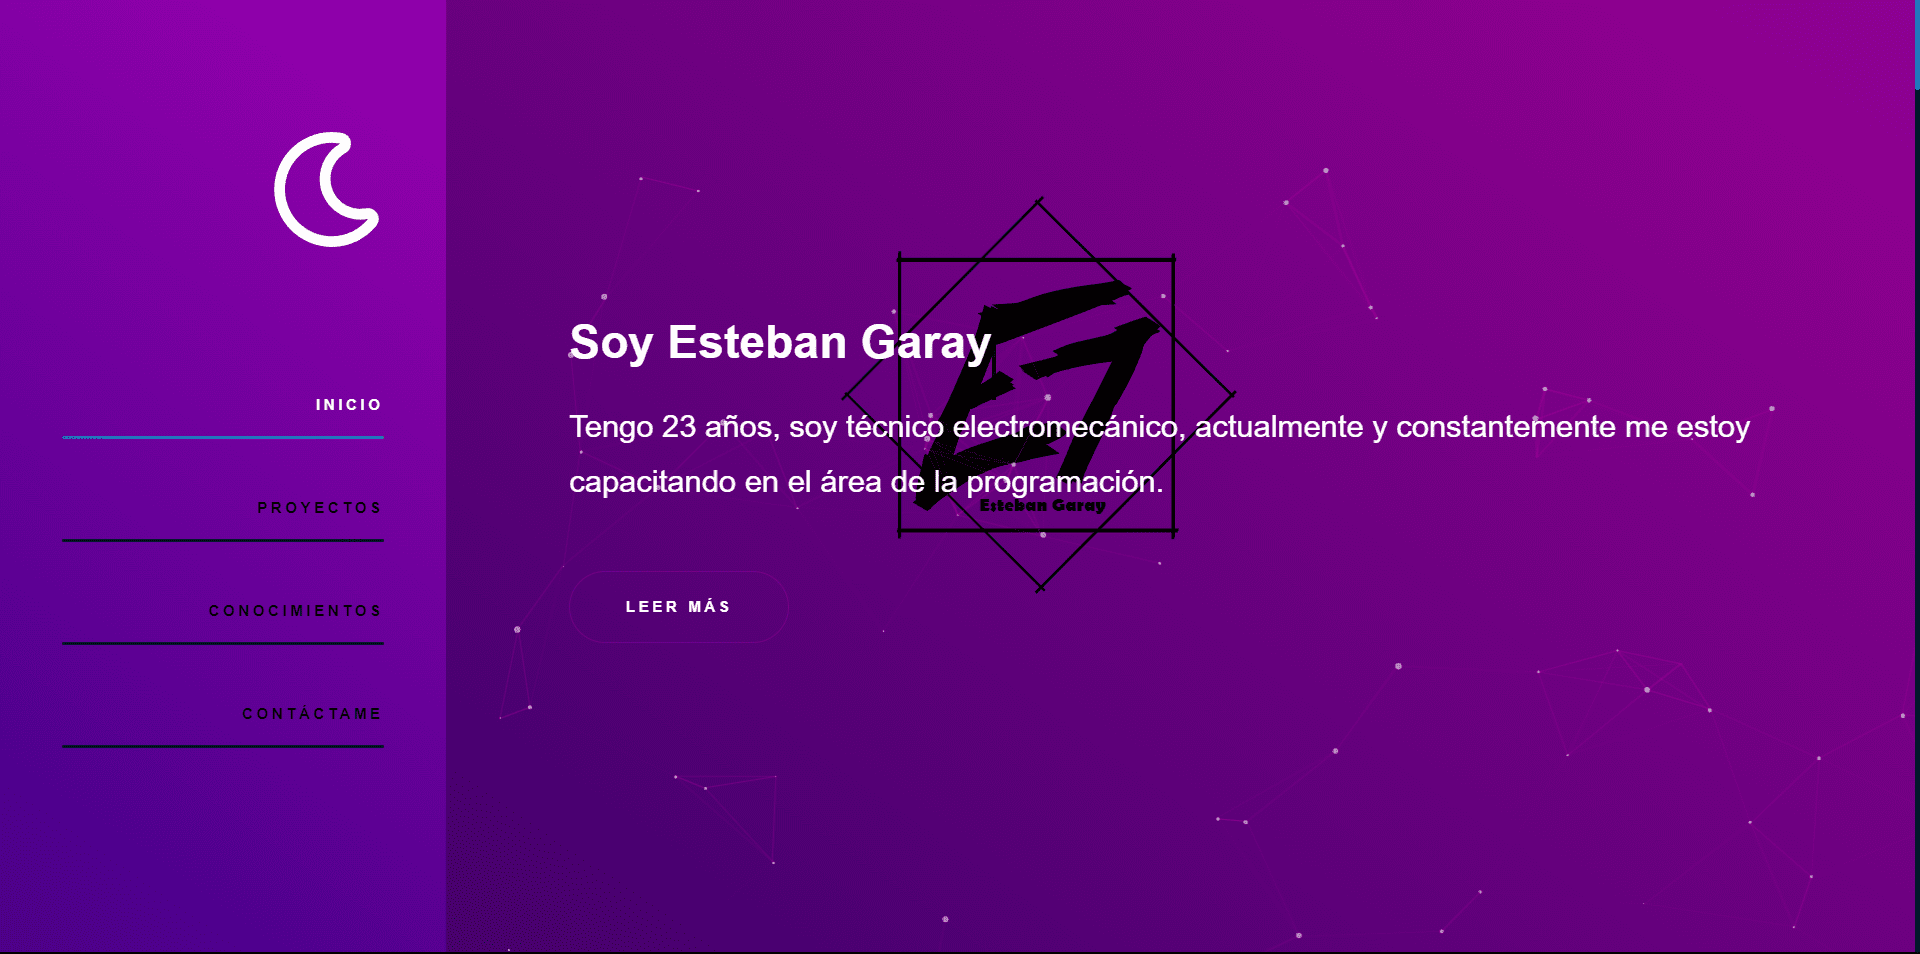 INICIO
PROYECTOS
CONOCIMIENTOS
CONTÁCTAME
Soy Esteban Garay
Tengo 23 años, soy técnico electromecánico, actualmente y constantemente me estoy
capacitando en el área de la programación.
Esteban Garay
LEER MÁS